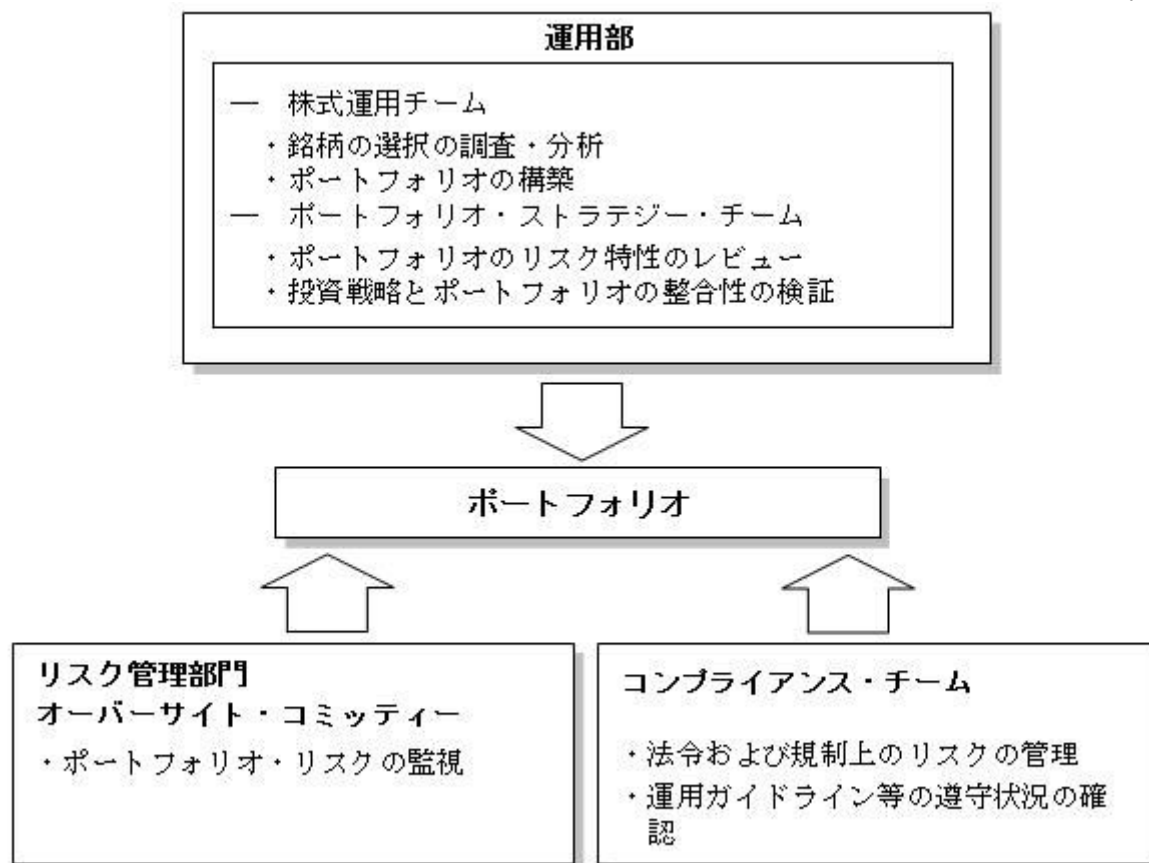 運用部
― 株式運用チーム
・銘柄の選択の調査・分析
・ポートフォリオの構築
― ポートフォリオ・ストラテジー・チーム
・ポートフォリオのリスク特性のレビュー
・投資戦略とポートフォリオの整合性の検証
ポートフォリオ
リスク管理部門
オーバーサイト・コミッティー
・ポートフォリオ・リスクの監視
コンプライアンス・チーム
・法令および規制上のリスクの管理
・運用ガイドライン等の遵守状況の確
認